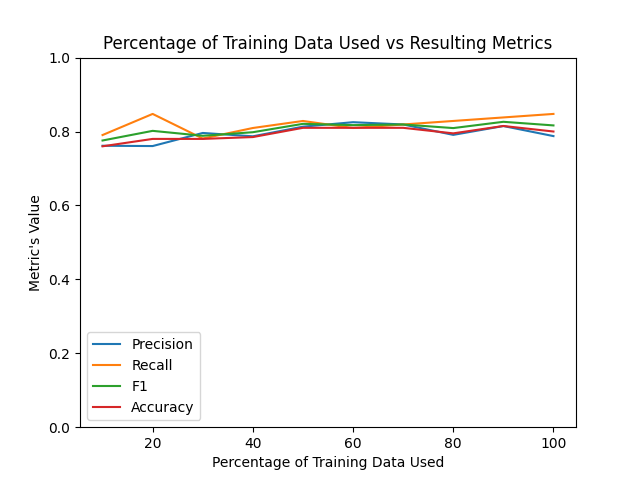 Percentage of Training Data Used vs Resulting Metrics
1.0
0.8
0.6
0.4
0.2
0.0
Metric's Value
Precision
Recall
F1
Accuracy
20 40 60 80 100
Percentage of Training Data Used